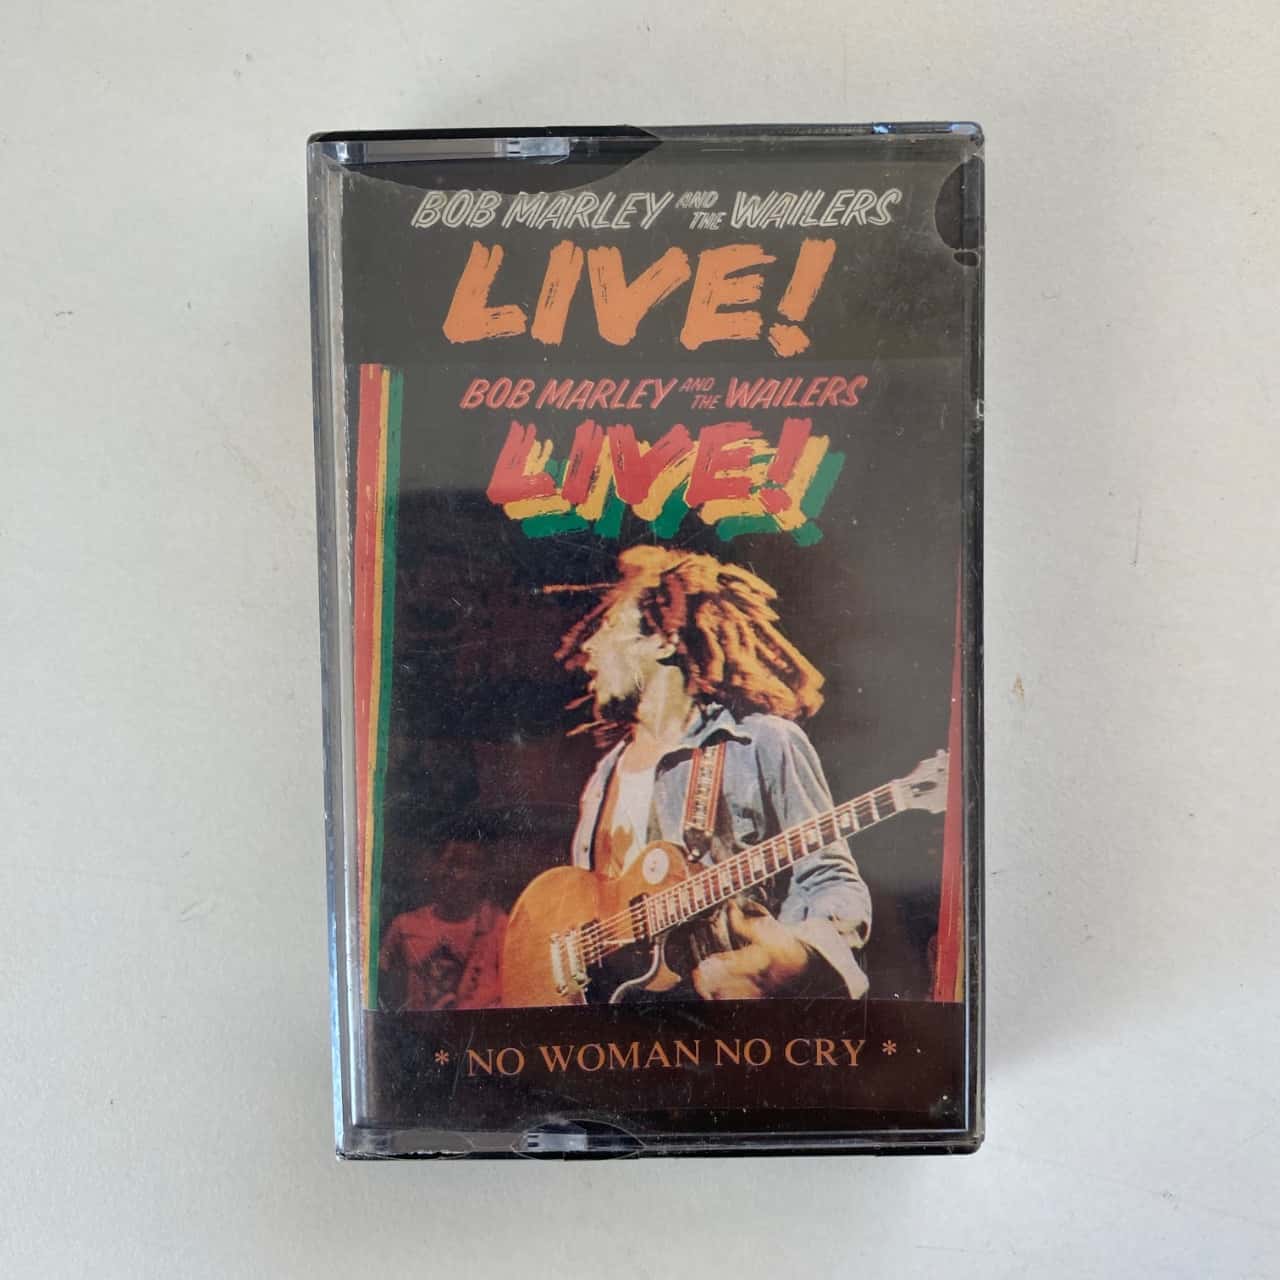 BOB MARLEY AND THE WAILERS
LIVE!
BOB MARLEY AND THE WAILERS
LIVE!
* NO WOMAN NO CRY *